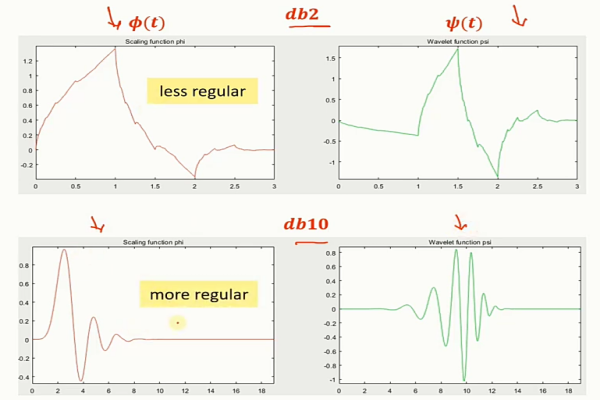 ϕ(t) db2 ψ(t)
Scaling function phi
Wavelet function psi
less regular
1.2
1
0.8
0.6
0.4
0.2
0
-0.2
0 0.5 1 1.5 2 2.5 3
1.5
1
0.5
0
-0.5
-1
0 0.5 1 1.5 2 2.5 3
db10
Scaling function phi
Wavelet function psi
more regular
0.8
0.6
0.4
0.2
0
-0.2
-0.4
0 2 4 6 8 10 12 14 16 18
0.8
0.6
0.4
0.2
0
-0.2
-0.4
-0.6
-0.8
-1
0 2 4 6 8 10 12 14 16 18